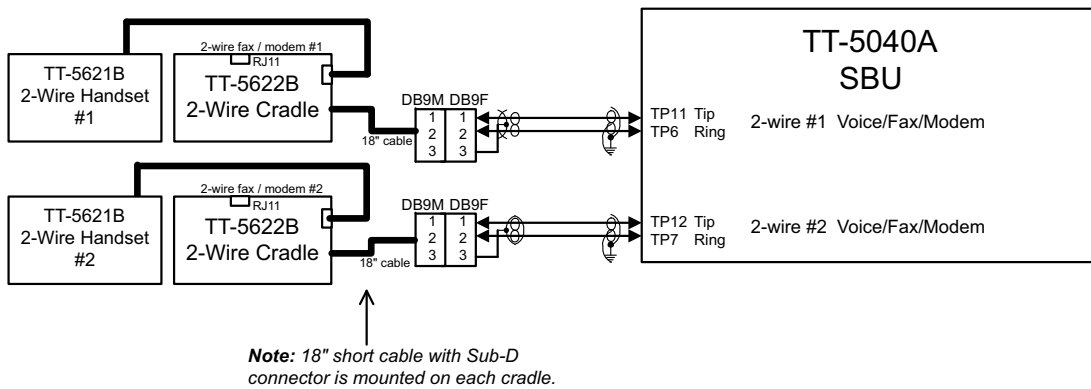 TT-5621B
2-Wire Handset
#1
2-wire fax / modem #1
RJ11
TT-5622B
2-Wire Cradle
18" cable
DB9M DB9F
1 1
2 2
3 3
TP11 Tip
TP6 Ring
TT-5040A
SBU
2-wire #1 Voice/Fax/Modem
TT-5621B
2-Wire Handset
#2
2-wire fax / modem #2
RJ11
TT-5622B
2-Wire Cradle
18" cable
DB9M DB9F
1 1
2 2
3 3
TP12 Tip
TP7 Ring
2-wire #2 Voice/Fax/Modem
Note: 18" short cable with Sub-D
connector is mounted on each cradle.